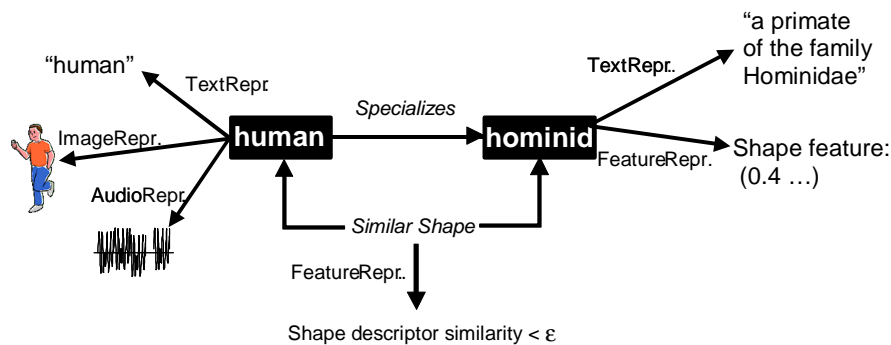 “human”
TextRepr.
ImageRepr.
AudioRepr.
human
Specializes
hominid
TextRepr..
“a primate
of the family
Hominidae”
FeatureRepr.
Shape feature:
(0.4 …)
Similar Shape
FeatureRepr..
Shape descriptor similarity < ε